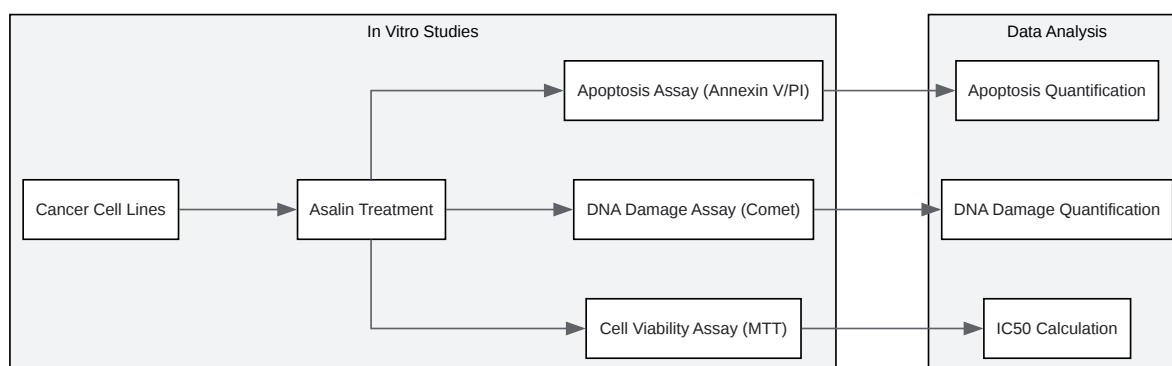 In Vitro Studies
Data Analysis
Apoptosis Assay (Annexin V/PI)
Apoptosis Quantification
Cancer Cell Lines
Asalin Treatment
DNA Damage Assay (Comet)
DNA Damage Quantification
Cell Viability Assay (MTT)
IC50 Calculation